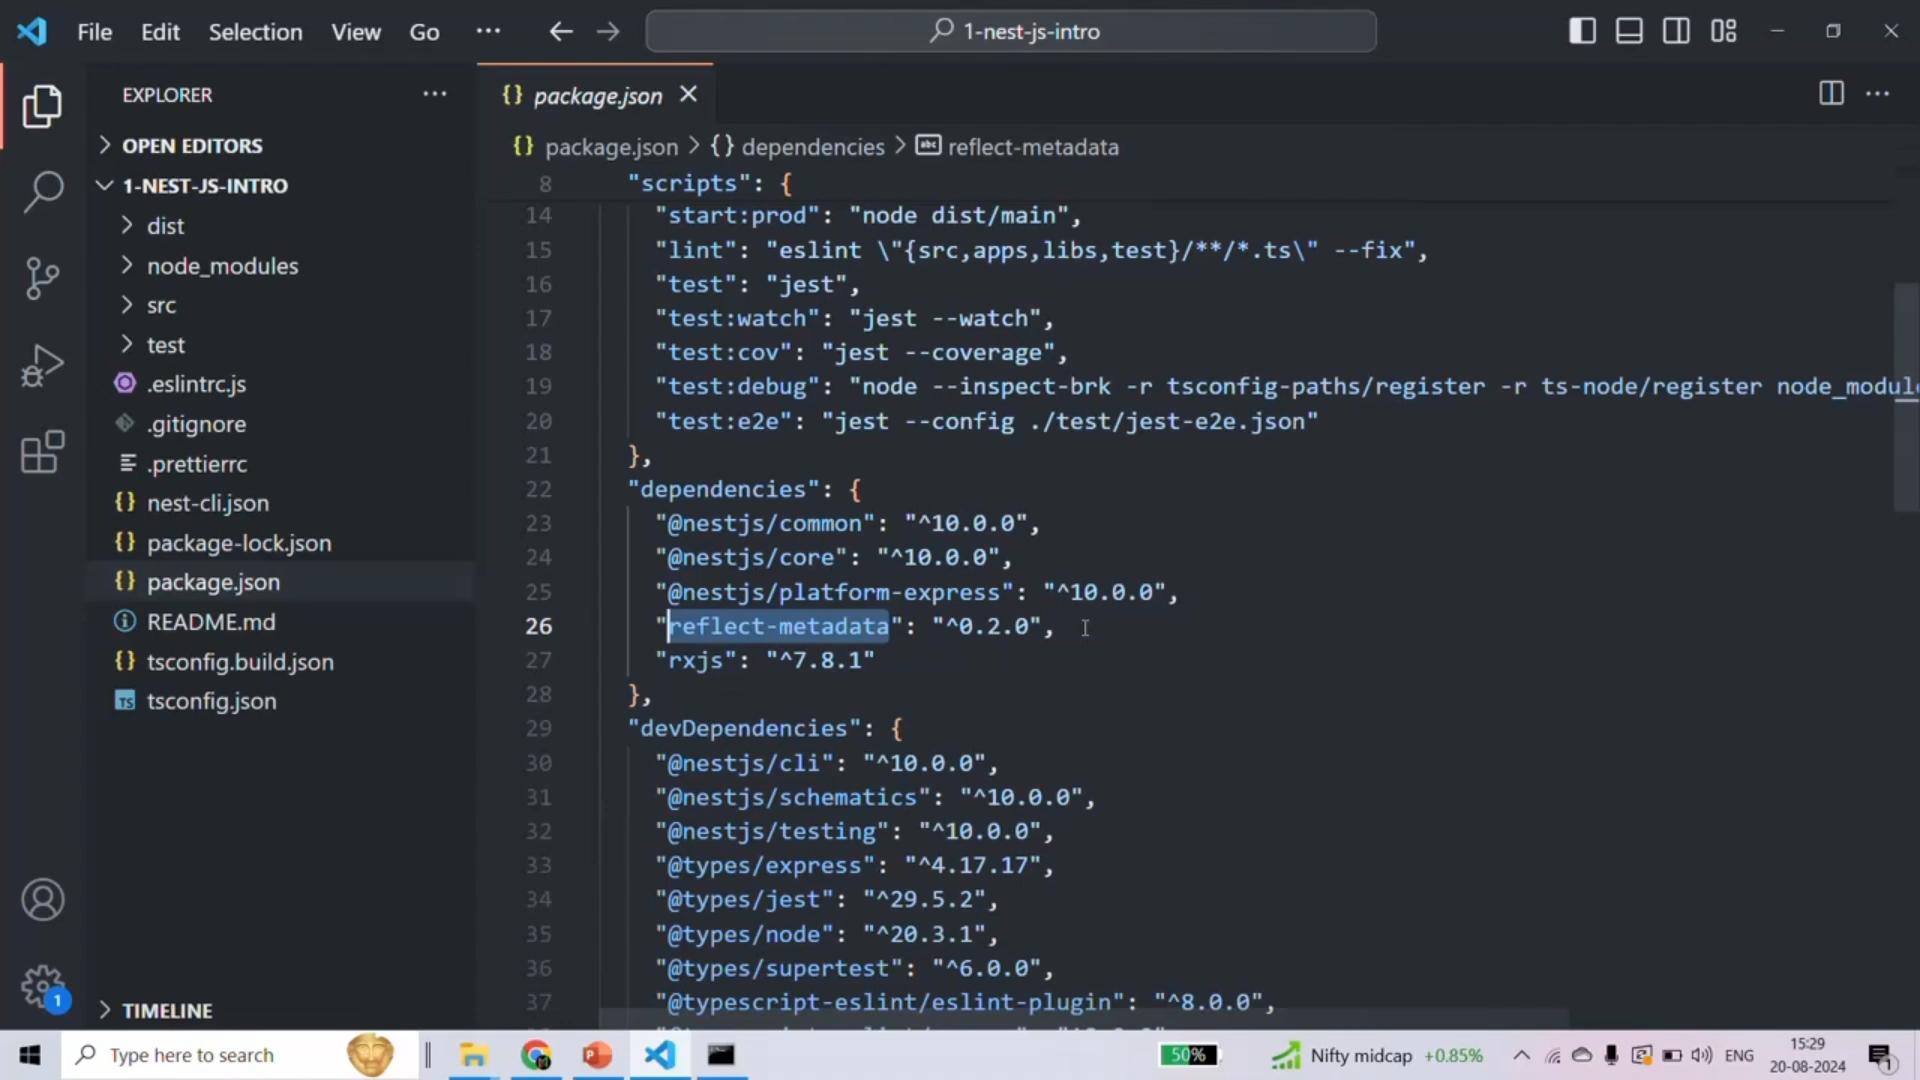 File Edit Selection View Go ··· 1-nest-js-intro
EXPLORER ···
OPEN EDITORS
1-NEST-JS-INTRO
dist
node_modules
src
test
.eslintrc.js
.gitignore
.prettierrc
{} nest-cli.json
{} package-lock.json
{} package.json
README.md
{} tsconfig.build.json
TS tsconfig.json
TIMELINE
1
{} package.json ×
{} package.json > {} dependencies > abc reflect-metadata
8 "scripts": {
14 "start:prod": "node dist/main",
15 "lint": "eslint \"{src,apps,libs,test}/**/*.ts\" --fix",
16 "test": "jest",
17 "test:watch": "jest --watch",
18 "test:cov": "jest --coverage",
19 "test:debug": "node --inspect-brk -r tsconfig-paths/register -r ts-node/register node_modul
20 "test:e2e": "jest --config ./test/jest-e2e.json"
21 },
22 "dependencies": {
23 "@nestjs/common": "^10.0.0",
24 "@nestjs/core": "^10.0.0",
25 "@nestjs/platform-express": "^10.0.0",
26 "reflect-metadata": "^0.2.0",
27 "rxjs": "^7.8.1"
28 },
29 "devDependencies": {
30 "@nestjs/cli": "^10.0.0",
31 "@nestjs/schematics": "^10.0.0",
32 "@nestjs/testing": "^10.0.0",
33 "@types/express": "^4.17.17",
34 "@types/jest": "^29.5.2",
35 "@types/node": "^20.3.1",
36 "@types/supertest": "^6.0.0",
37 "@typescript-eslint/eslint-plugin": "^8.0.0",
Type here to search
50% Nifty midcap +0.85% ENG 15:29
20-08-2024
1